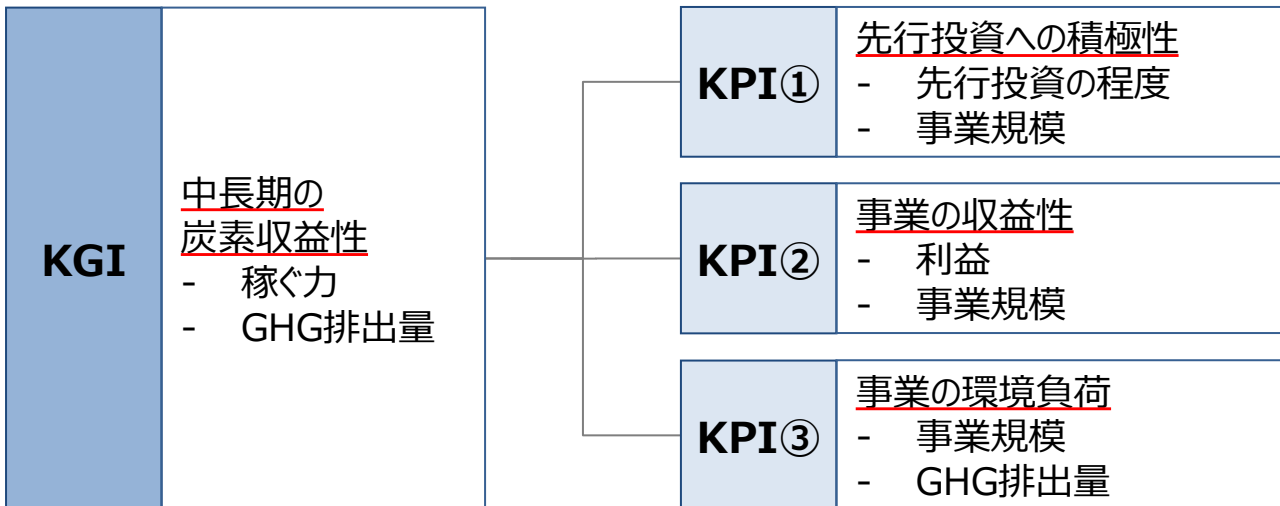 KGI
中長期の
炭素収益性
- 稼ぐ力
- GHG排出量
KPI①
先行投資への積極性
- 先行投資の程度
- 事業規模
KPI②
事業の収益性
- 利益
- 事業規模
KPI③
事業の環境負荷
- 事業規模
- GHG排出量